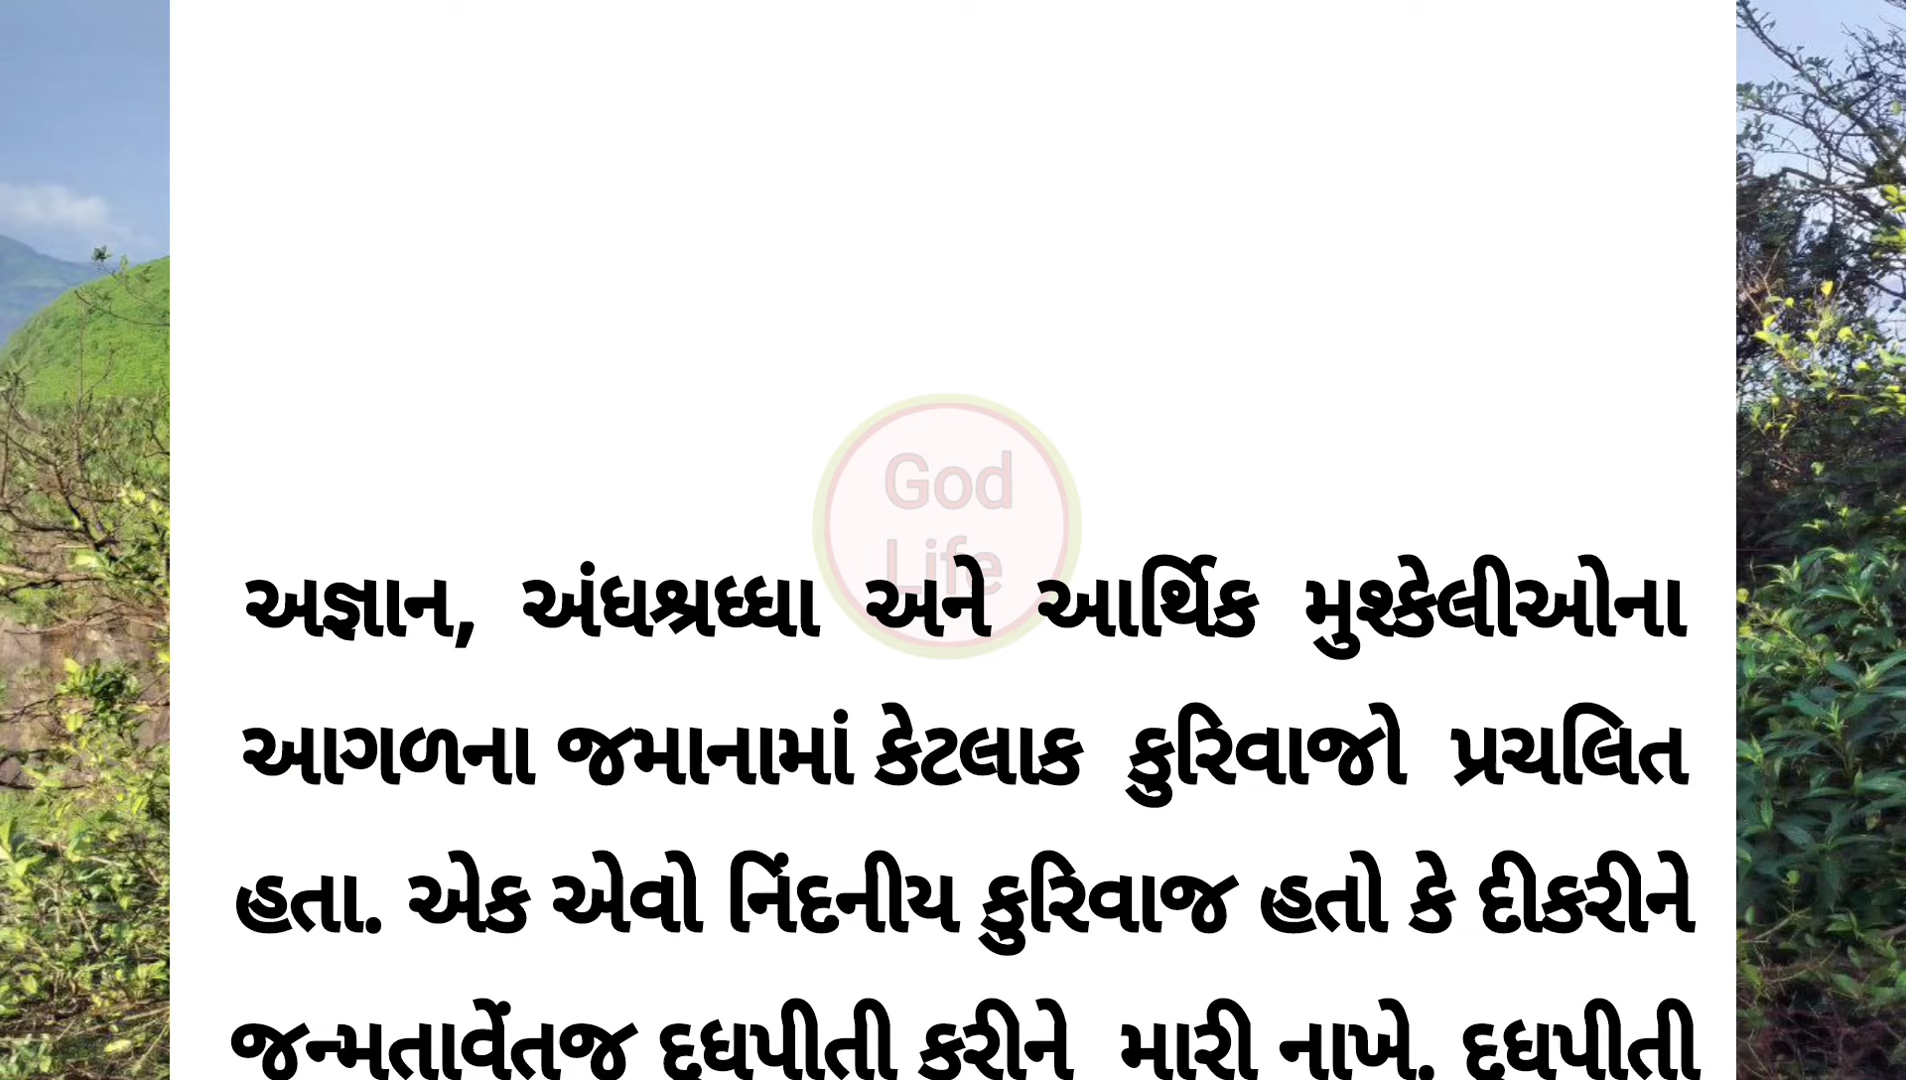 God
Life
અજ્ઞાન, અંધશ્રધ્ધા અને આર્થિક મુશ્કેલીઓના
આગળના જમાનામાં કેટલાક કુરિવાજો પ્રચલિત
હતા. એક એવો નિંદનીય કુરિવાજ હતો કે દીકરીને
જન્મતાર્વેતજ દૂધપીતી કરીને મારી નાખે. દૂધપીતી